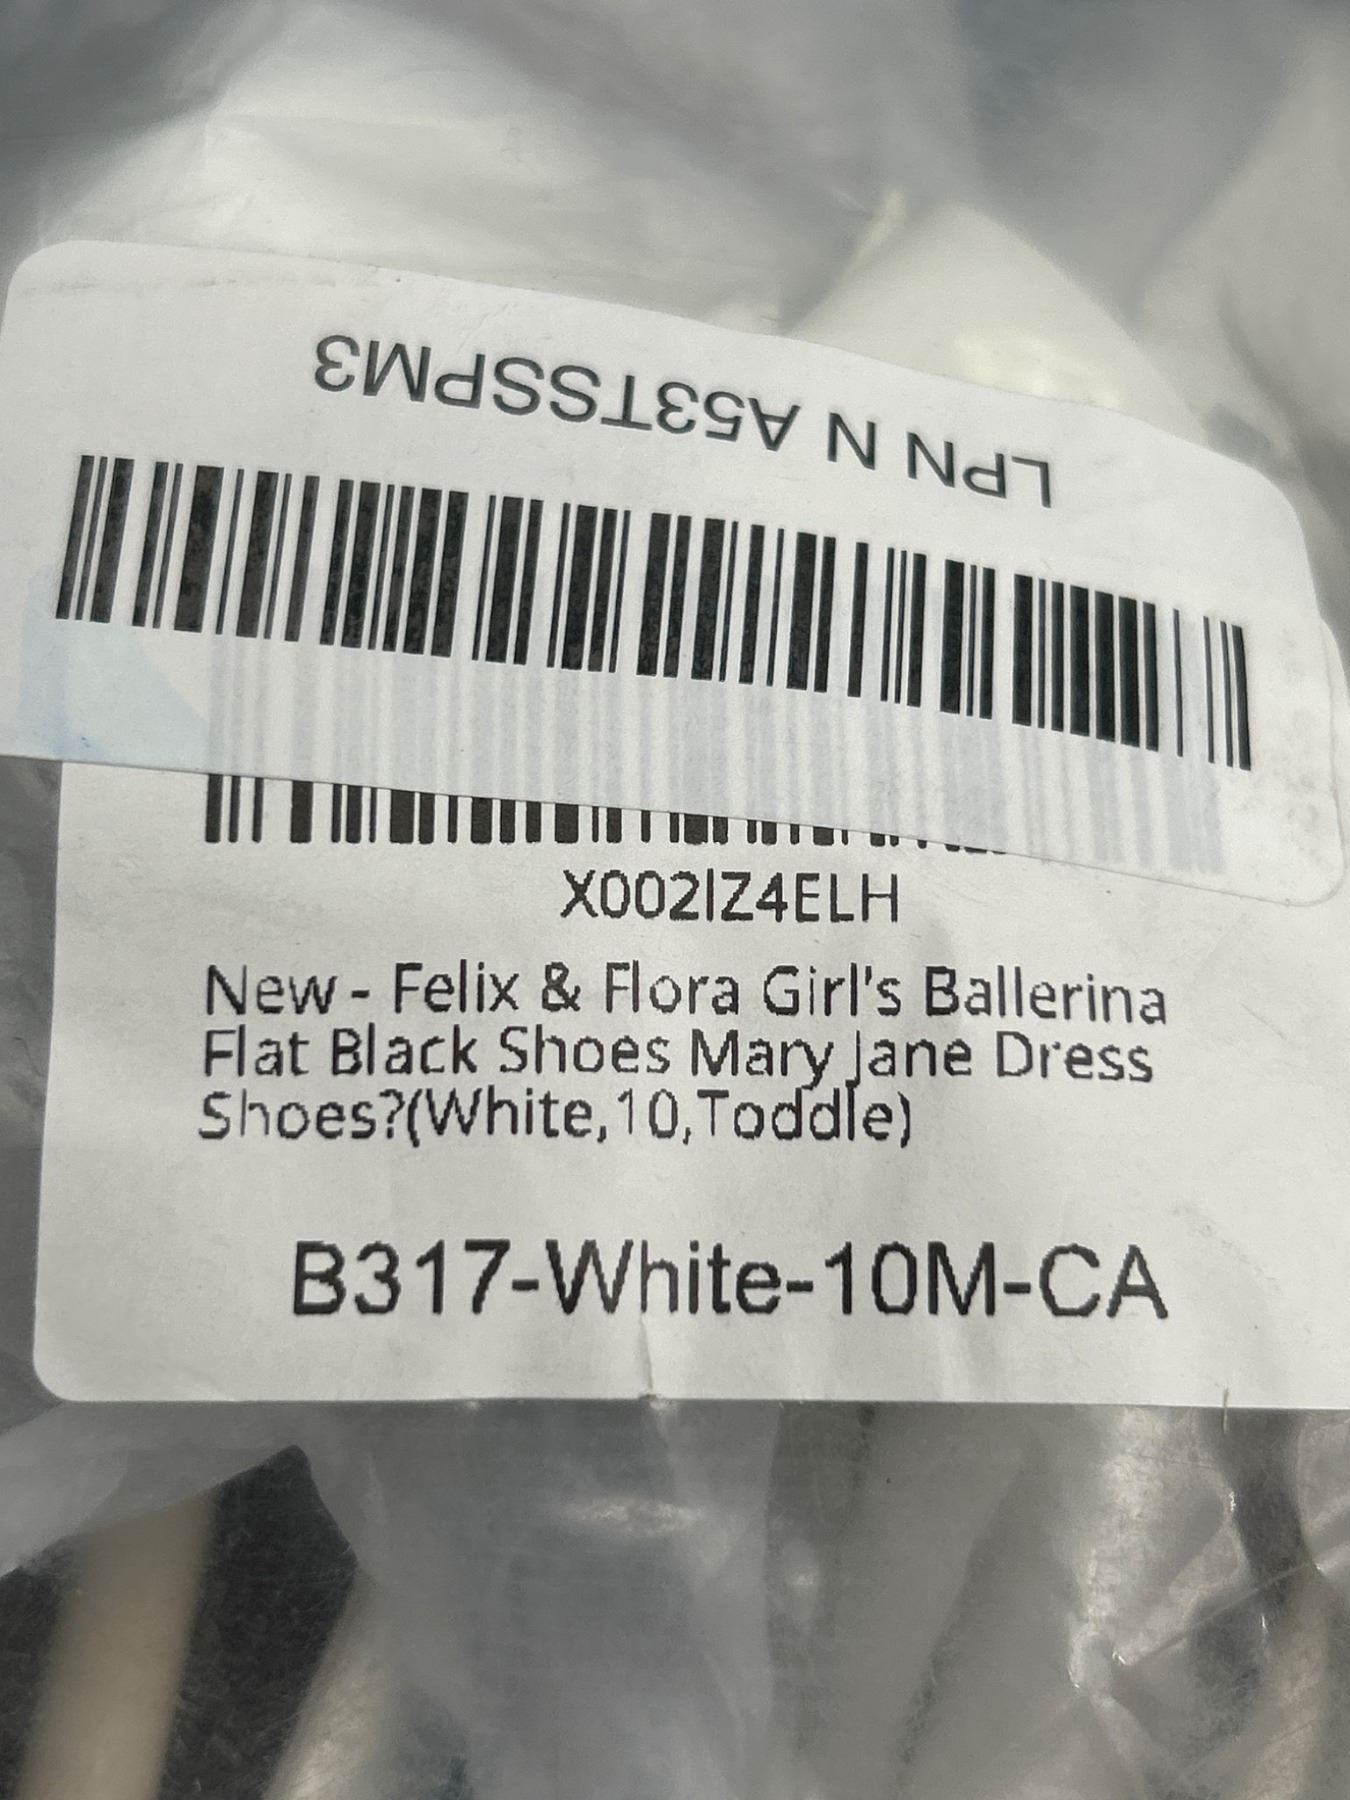 LPN N A53TSSPM3
X002IZ4ELH
New - Felix & Flora Girl's Ballerina
Flat Black Shoes Mary Jane Dress
Shoes?(White,10,Toddle)
B317-White-10M-CA